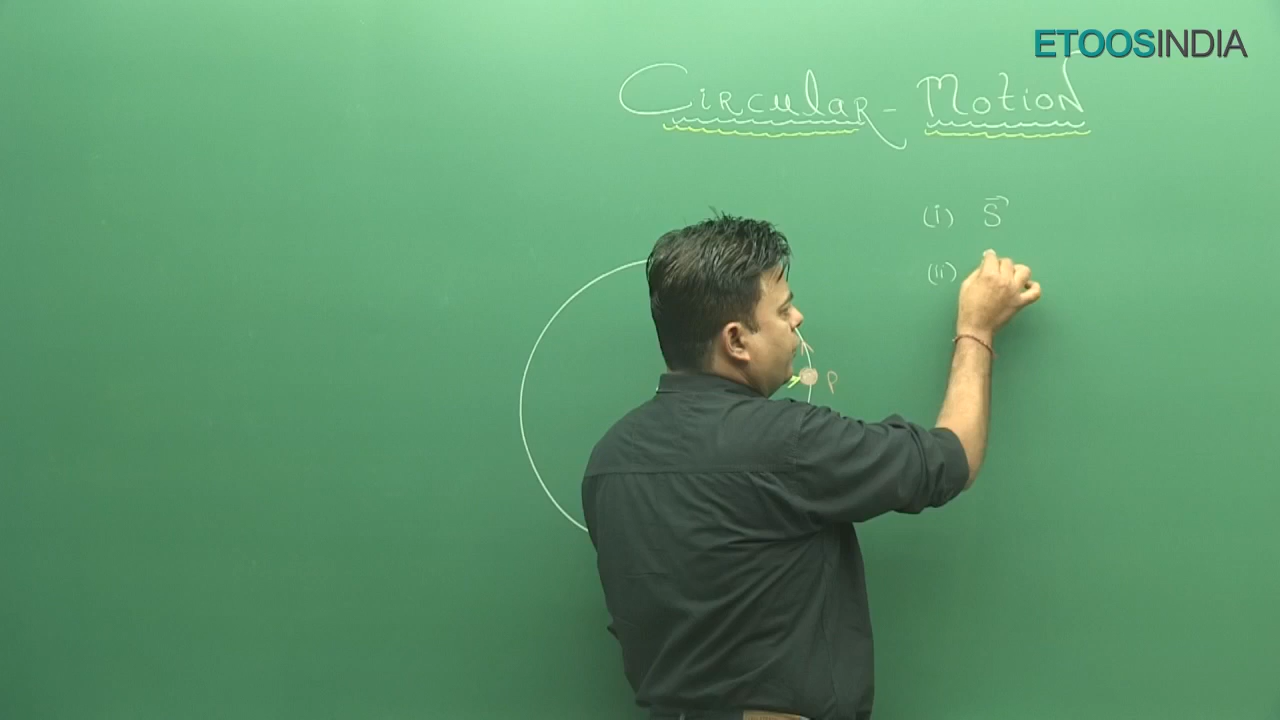 ETOOSINDIA
Circular - Motion
(i) S⃗
(ii)
P